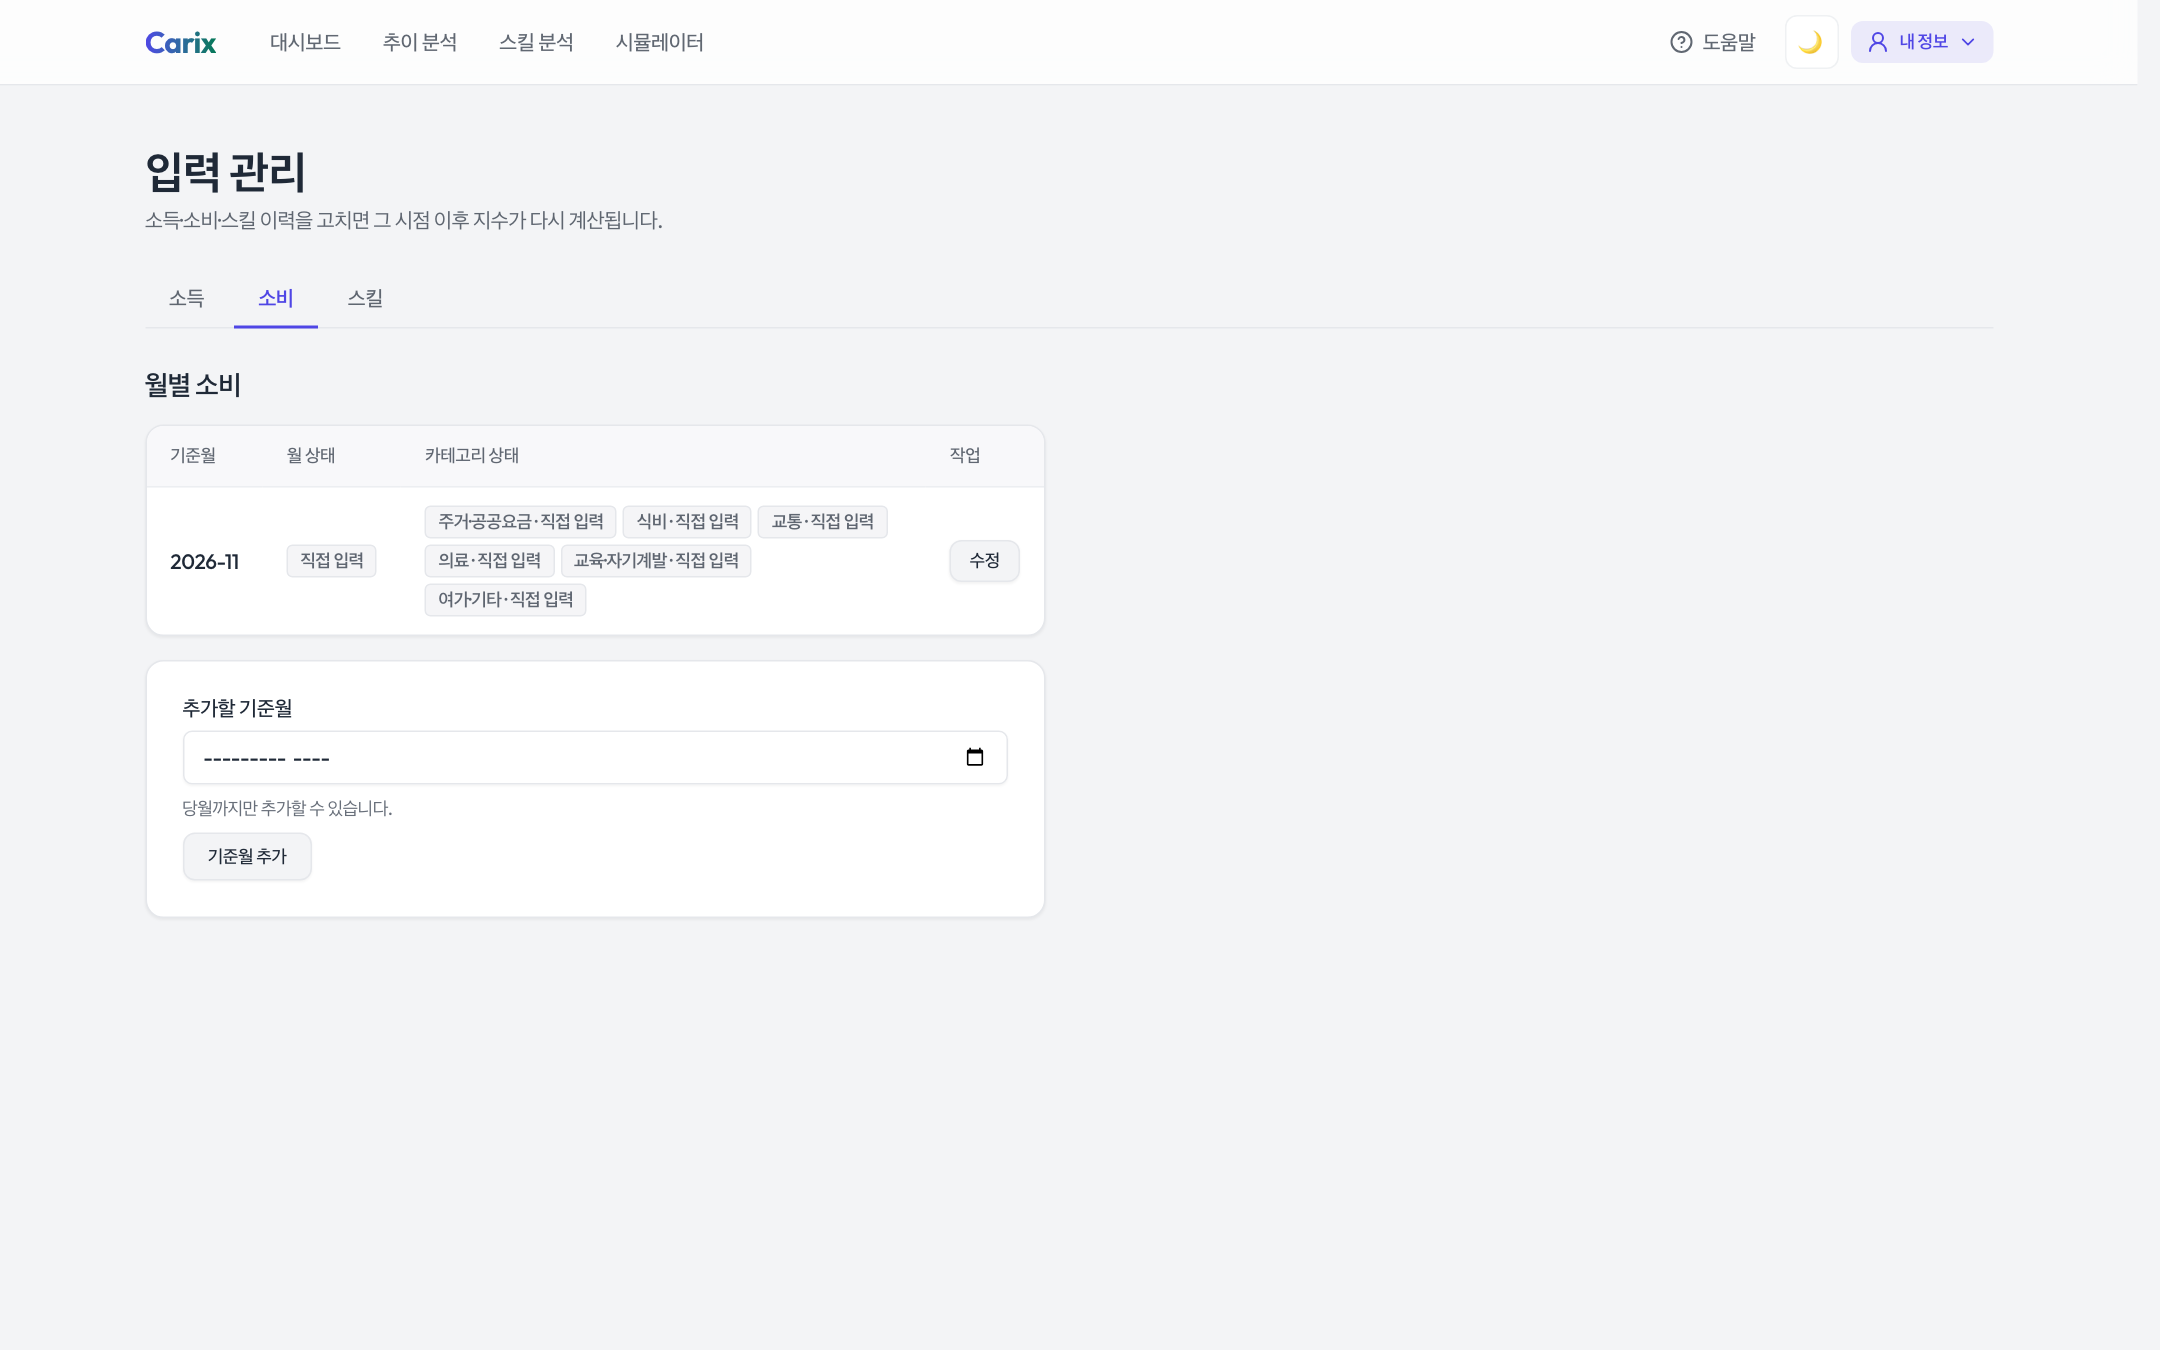 Carix 대시보드 추이 분석 스킬 분석 시뮬레이터 도움말 내 정보
입력 관리
소득·소비·스킬 이력을 고치면 그 시점 이후 지수가 다시 계산됩니다.
소득 소비 스킬
월별 소비
기준월 월 상태 카테고리 상태 작업
주거·공공요금 · 직접 입력 식비 · 직접 입력 교통 · 직접 입력
2026-11 직접 입력 의료 · 직접 입력 교육·자기계발 · 직접 입력 수정
여가·기타 · 직접 입력
추가할 기준월
--------- ----
당월까지만 추가할 수 있습니다.
기준월 추가